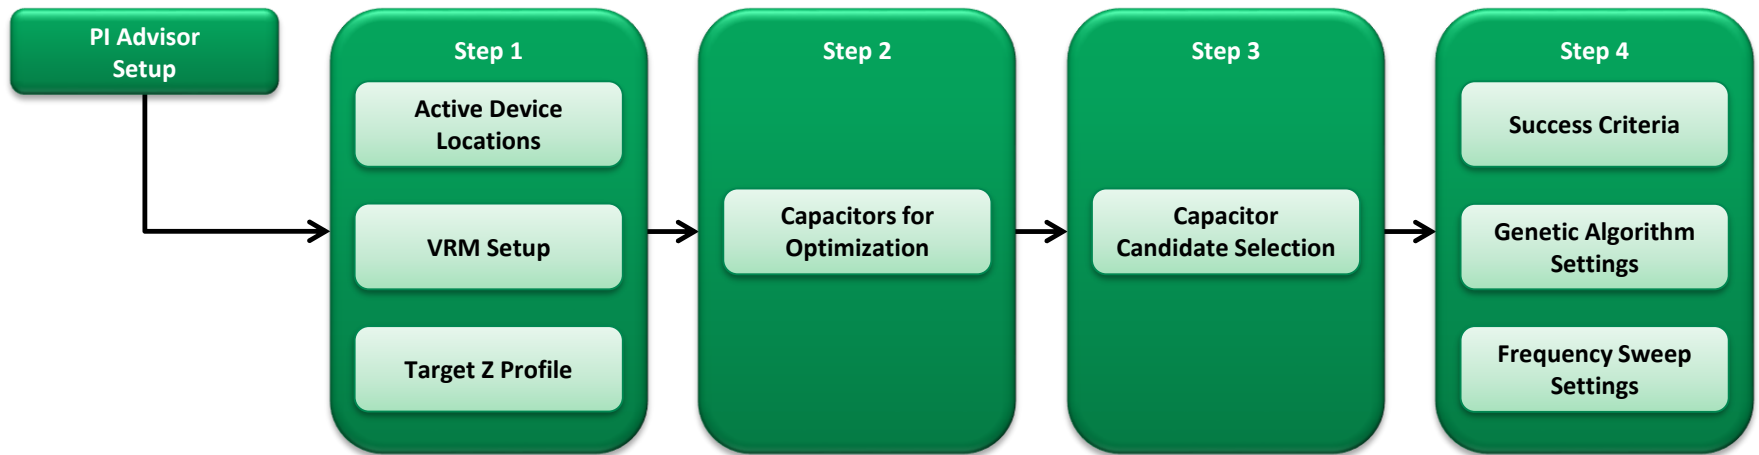 PI Advisor
Setup
Step 1
Active Device
Locations
VRM Setup
Target Z Profile
Step 2
Capacitors for
Optimization
Step 3
Capacitor
Candidate Selection
Step 4
Success Criteria
Genetic Algorithm
Settings
Frequency Sweep
Settings